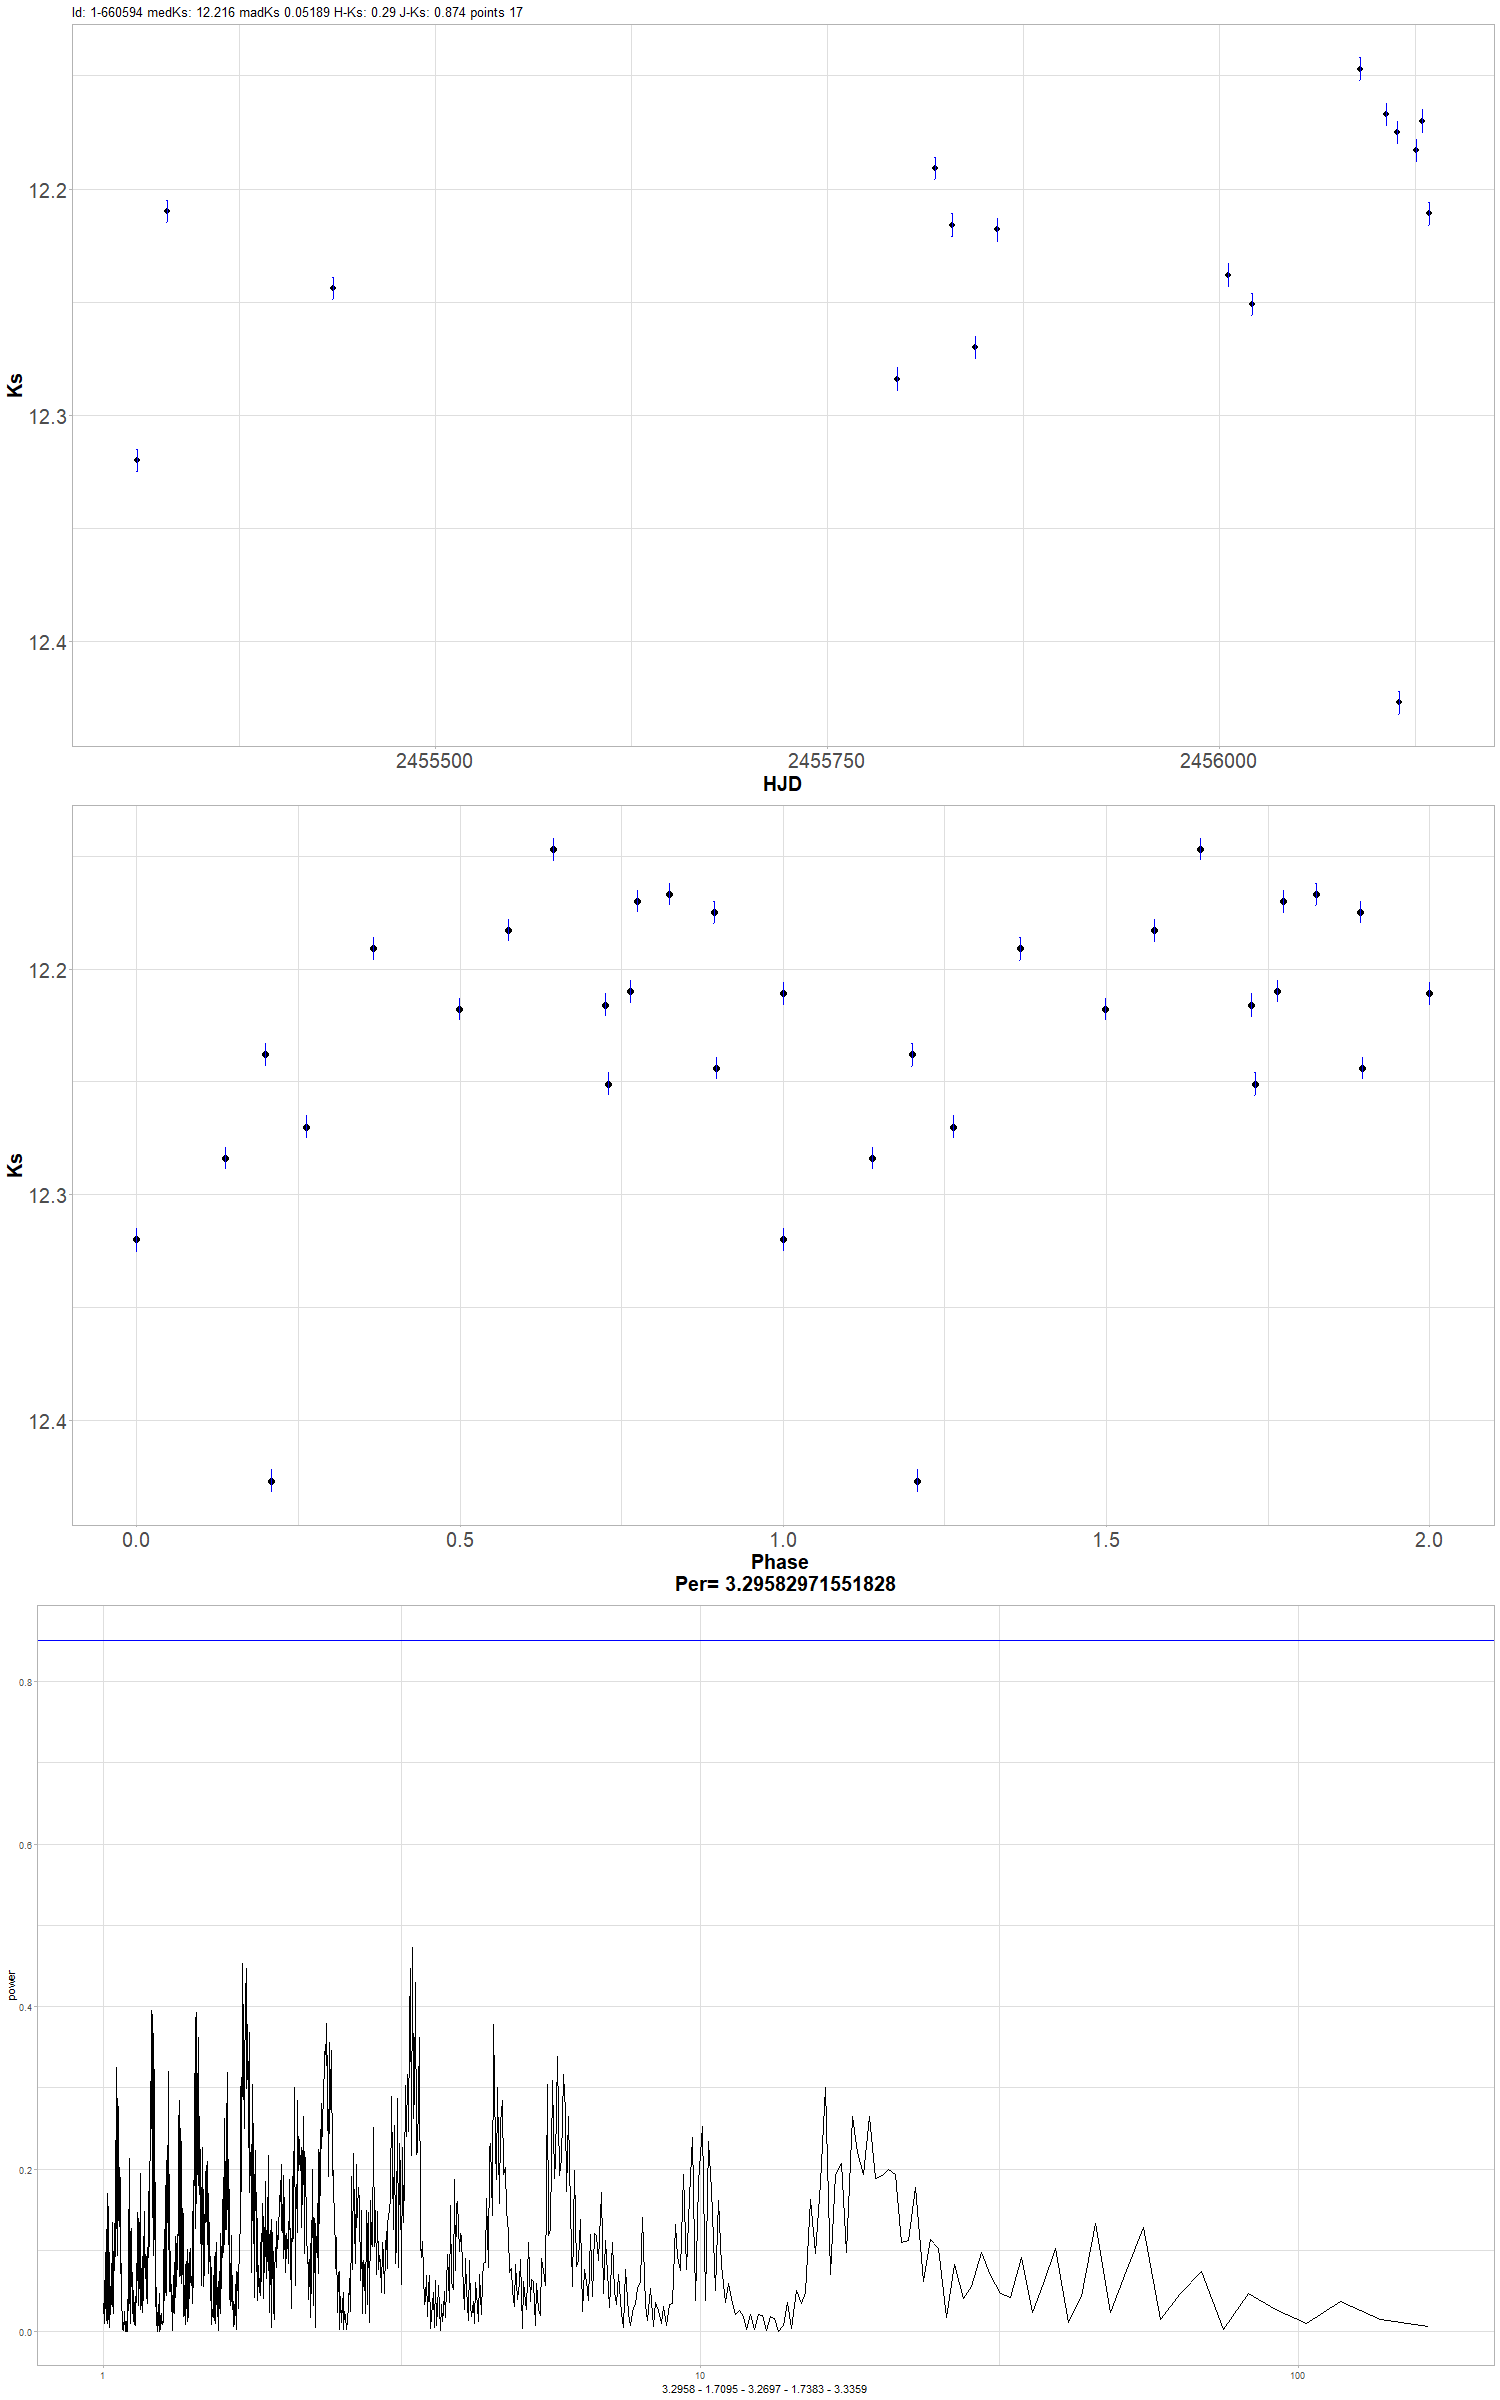 Id: 1-660594 medKs: 12.216 madKs 0.05189 H-Ks: 0.29 J-Ks: 0.874 points 17
12.2
12.3
12.4
Ks
2455500 2455750 2456000
HJD
12.2
12.3
12.4
Ks
0.0 0.5 1.0 1.5 2.0
Phase
Per= 3.29582971551828
0.8
0.6
0.4
0.2
0.0
power
1 10 100
3.2958 - 1.7095 - 3.2697 - 1.7383 - 3.3359